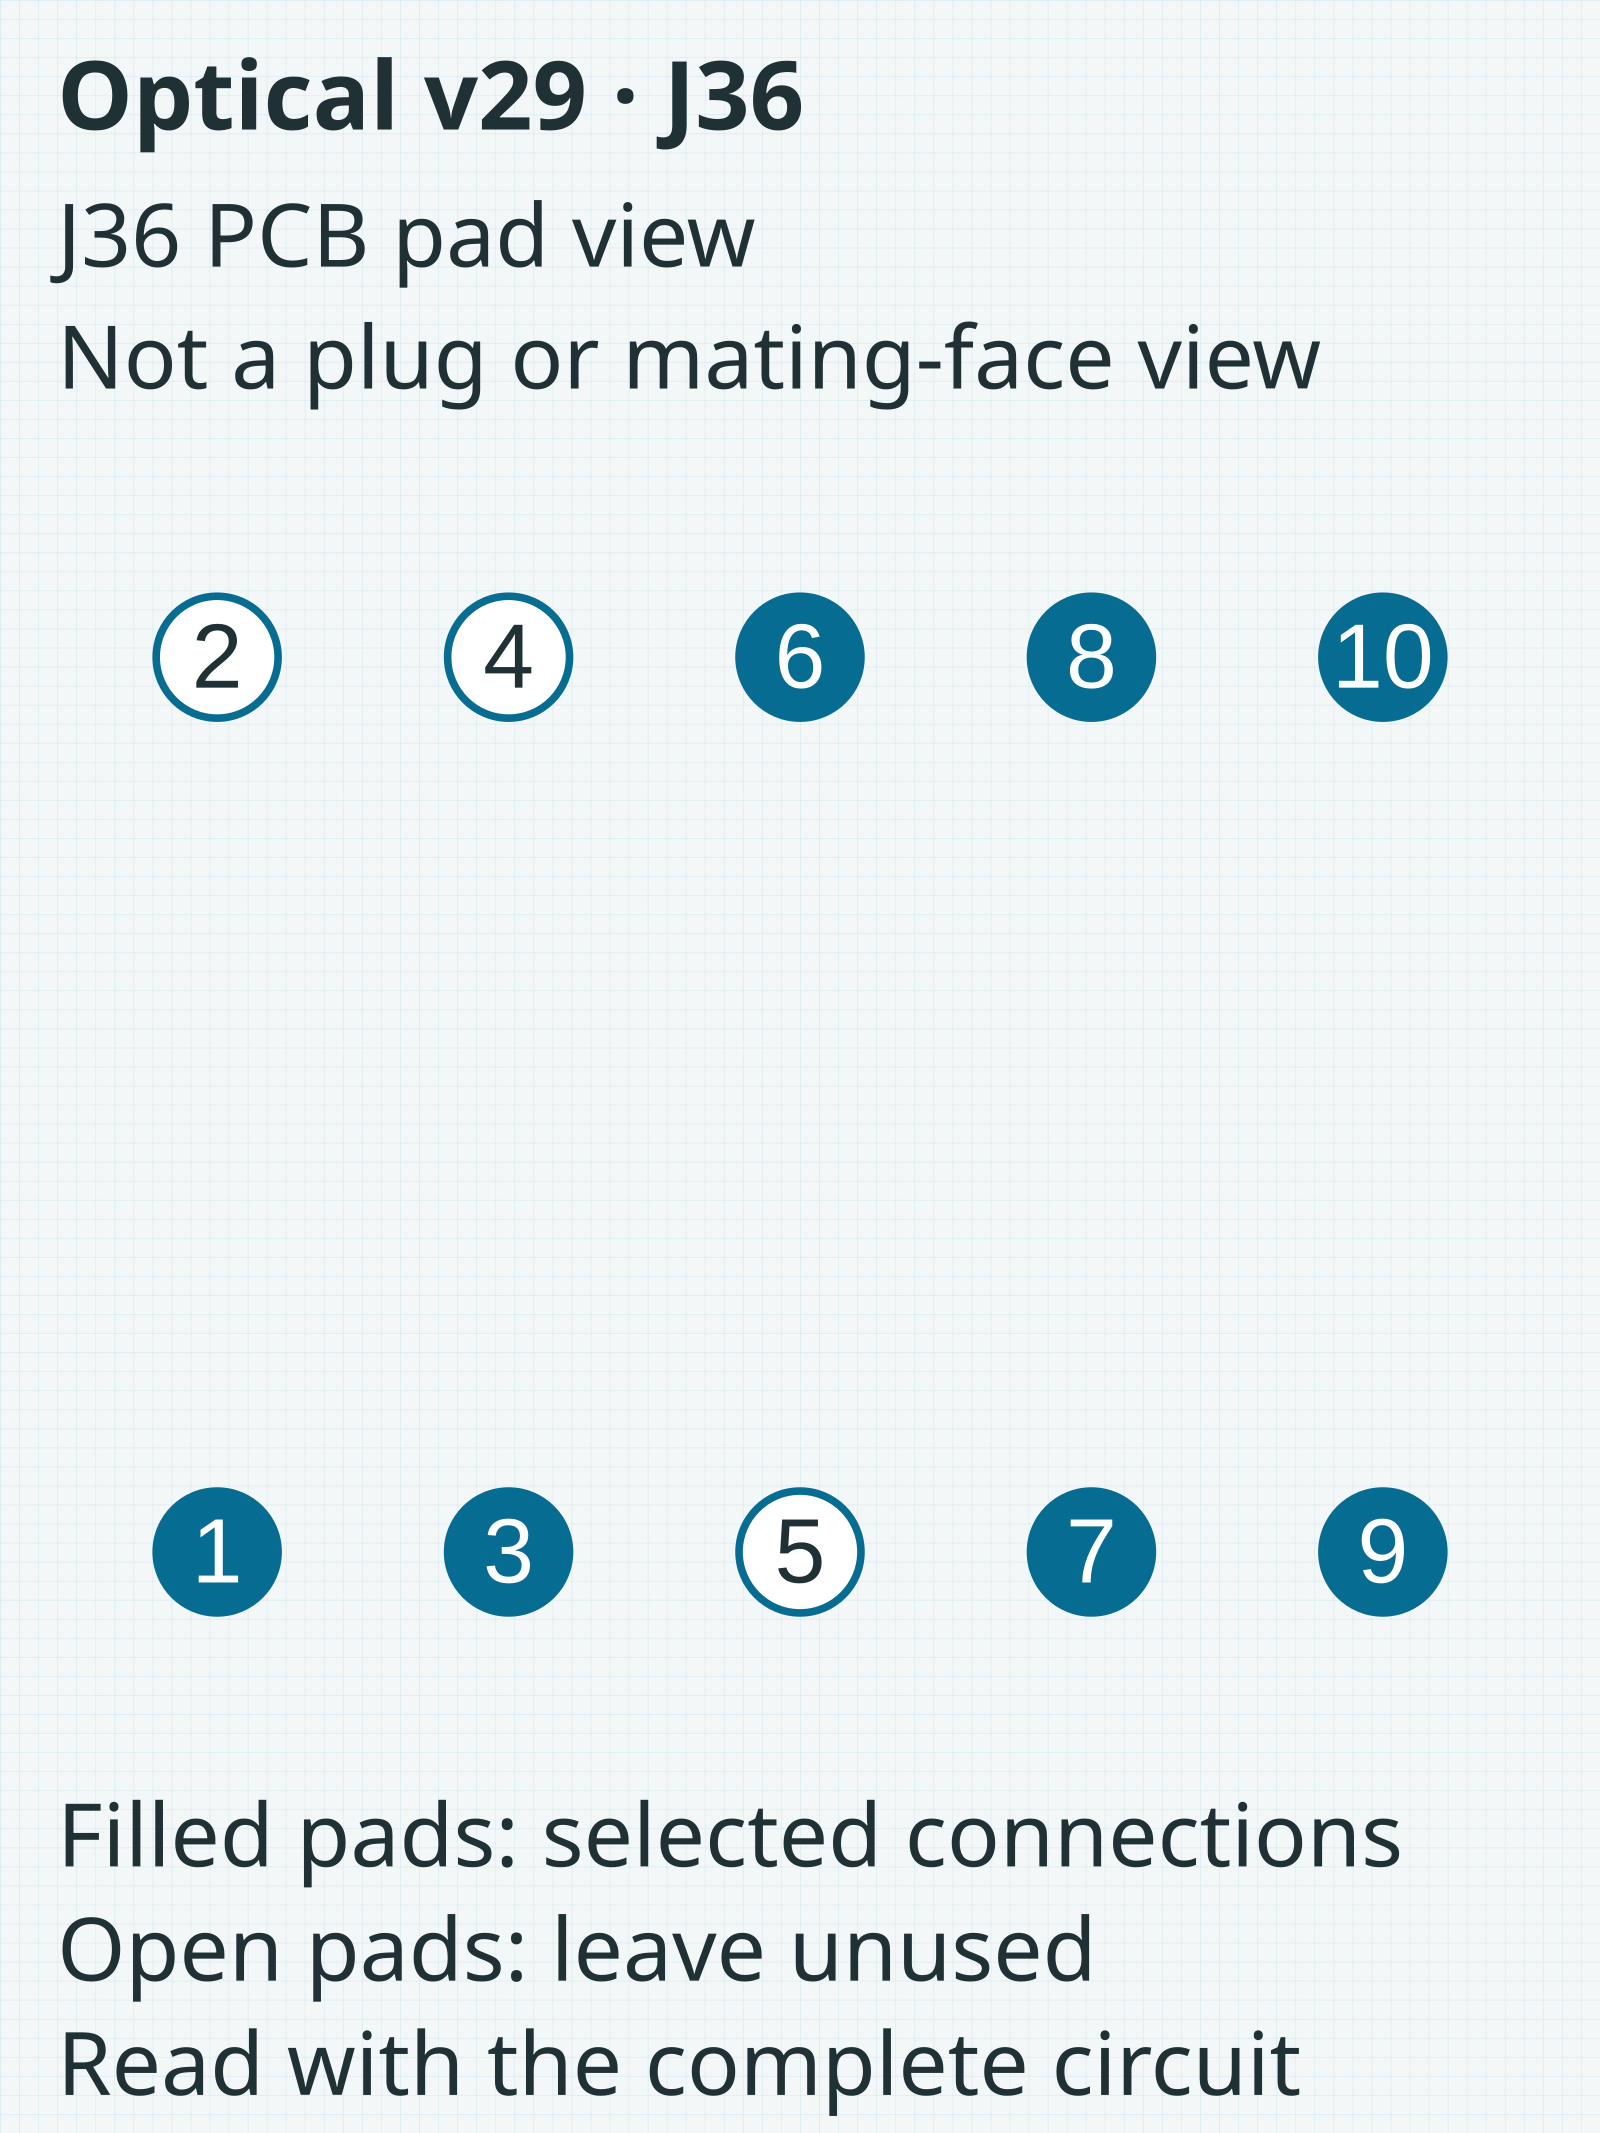 Optical v29 · J36
J36 PCB pad view
Not a plug or mating-face view
2 4 6 8 10
1 3 5 7 9
Filled pads: selected connections
Open pads: leave unused
Read with the complete circuit